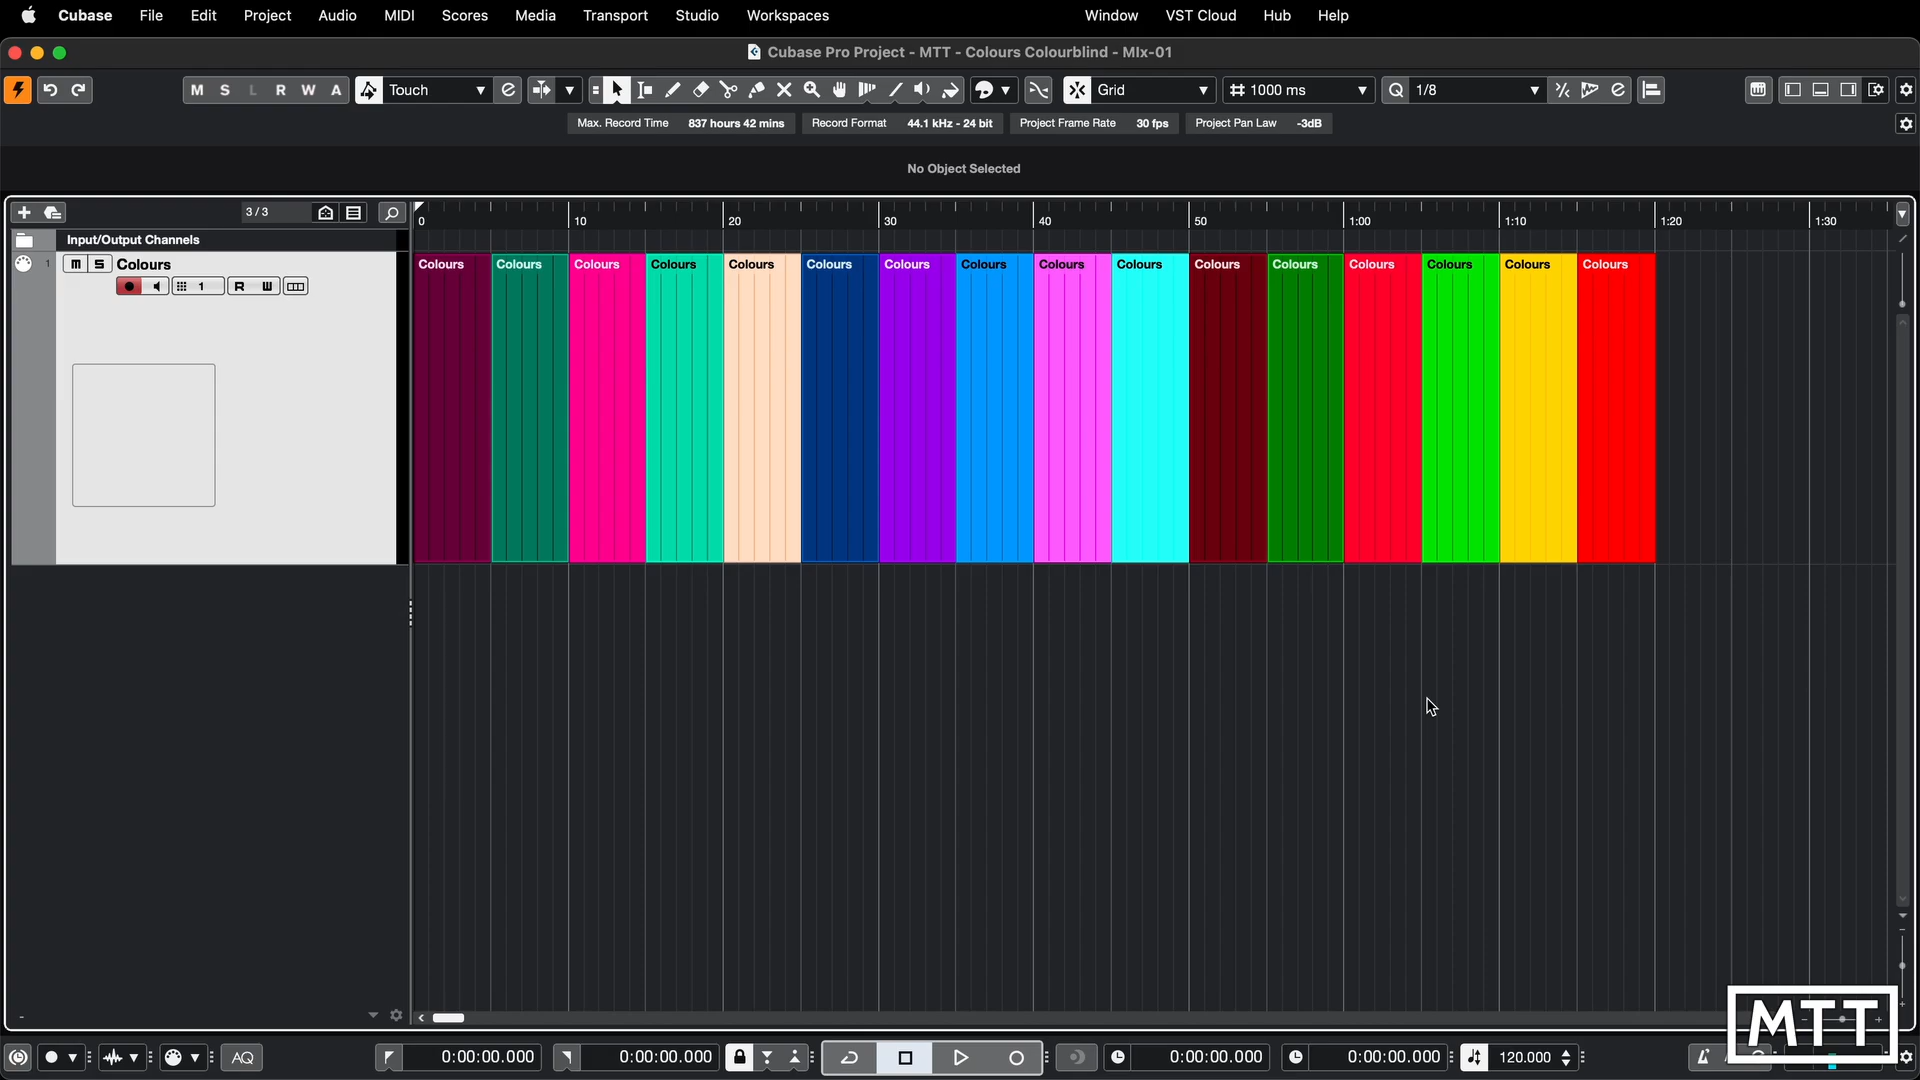 Cubase File Edit Project Audio MIDI Scores Media Transport Studio Workspaces Window VST Cloud Hub Help
Cubase Pro Project - MTT - Colours Colourblind - MIx-01
M S L R W A Touch Grid 1000 ms Q 1/8
Max. Record Time 837 hours 42 mins Record Format 44.1 kHz - 24 bit Project Frame Rate 30 fps Project Pan Law -3dB
No Object Selected
3 / 3
0 10 20 30 40 50 1:00 1:10 1:20 1:30
Input/Output Channels
1 m S Colours
Colours Colours Colours Colours Colours Colours Colours Colours Colours Colours Colours Colours Colours Colours Colours Colours
1 R W
MTT
AQ 0:00:00.000 0:00:00.000 0:00:00.000 0:00:00.000 120.000